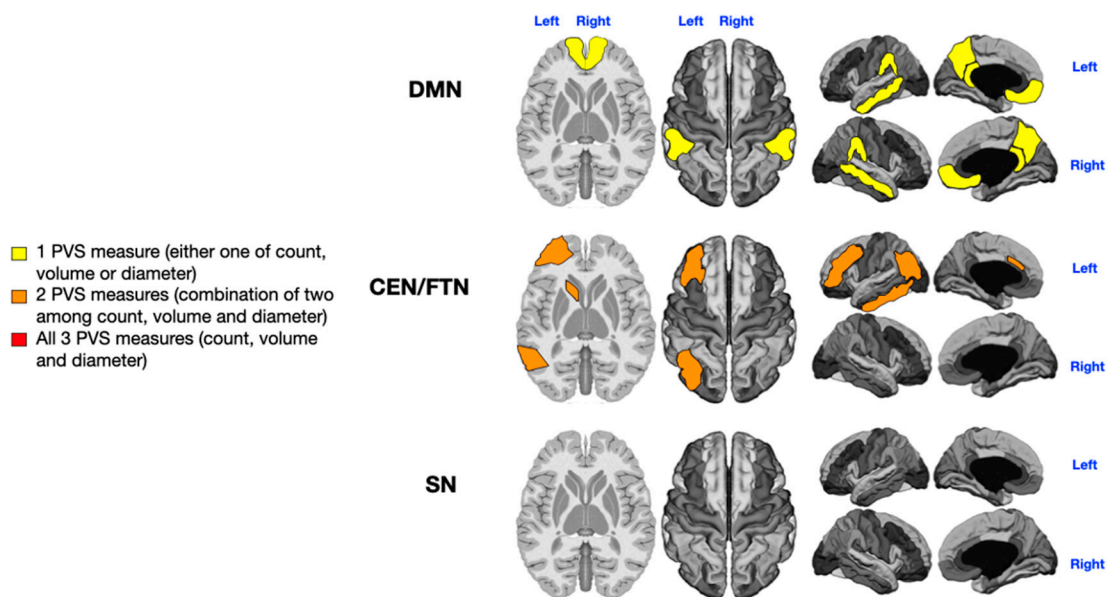 Left Right Left Right
DMN
Left
Right
1 PVS measure (either one of count,
volume or diameter)
2 PVS measures (combination of two
among count, volume and diameter)
All 3 PVS measures (count, volume
and diameter)
CEN/FTN
Left
Right
SN
Left
Right